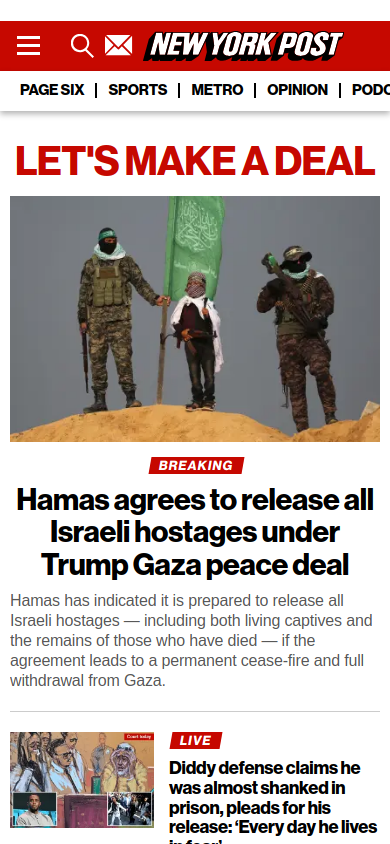 NEW YORK POST
PAGE SIX | SPORTS | METRO | OPINION | PODC
LET'S MAKE A DEAL
BREAKING
Hamas agrees to release all
Israeli hostages under
Trump Gaza peace deal
Hamas has indicated it is prepared to release all
Israeli hostages — including both living captives and
the remains of those who have died — if the
agreement leads to a permanent cease-fire and full
withdrawal from Gaza.
Court today
LIVE
Diddy defense claims he
was almost shanked in
prison, pleads for his
release: ‘Every day he lives
in fear’